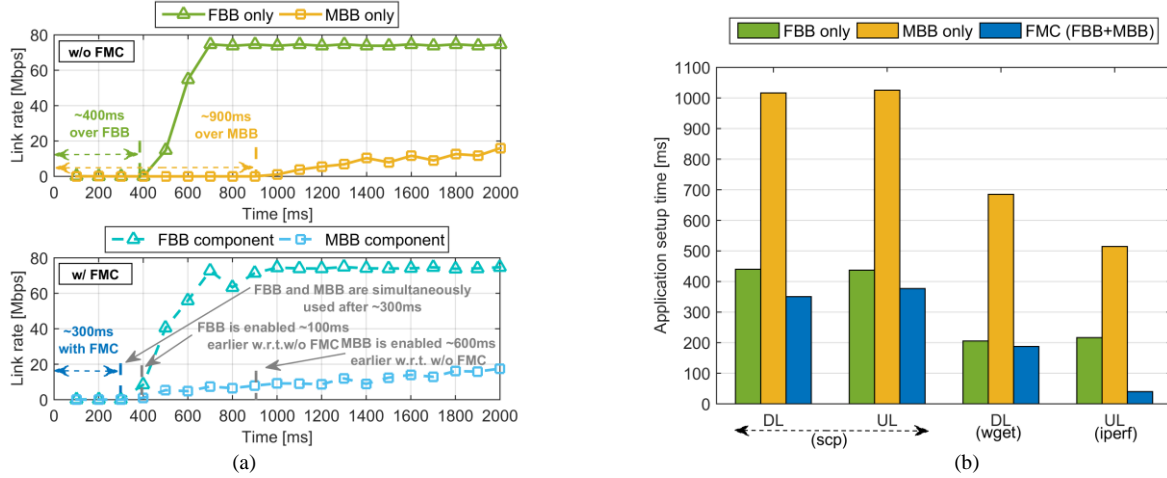 FBB only MBB only
w/o FMC
Link rate [Mbps]
80
60
40
20
0
~400ms
over FBB
~900ms
over MBB
0 200 400 600 800 1000 1200 1400 1600 1800 2000
Time [ms]
FBB component MBB component
w/ FMC
Link rate [Mbps]
80
60
40
20
0
FBB and MBB are simultaneously
used after ~300ms
~300ms
with FMC
FBB is enabled ~100ms
earlier w.r.t.w/o FMC
MBB is enabled ~600ms
earlier w.r.t. w/o FMC
0 200 400 600 800 1000 1200 1400 1600 1800 2000
Time [ms]
(a)
FBB only MBB only FMC (FBB+MBB)
Application setup time [ms]
1100
1000
900
800
700
600
500
400
300
200
100
0
DL UL DL UL
(scp) (wget) (iperf)
(b)